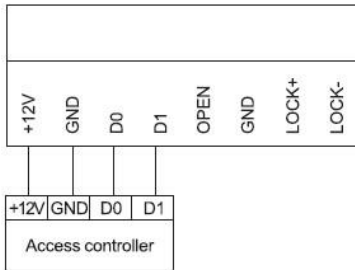 +12V GND D0 D1 OPEN GND LOCK+ LOCK-
+12V GND D0 D1
Access controller